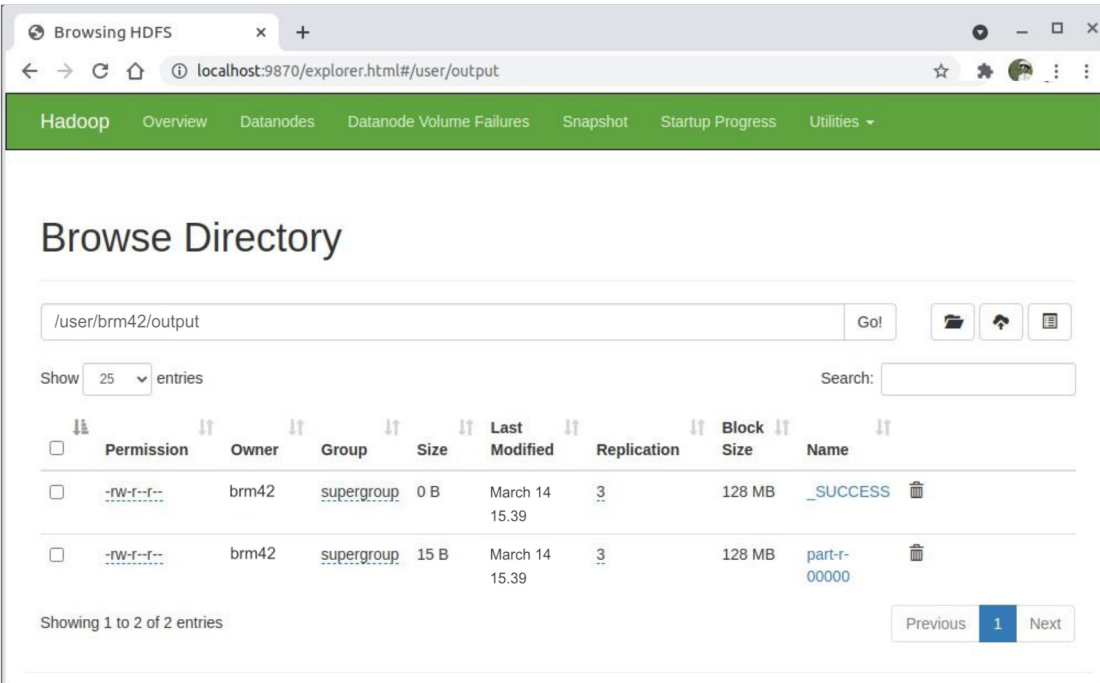 Browsing HDFS × +
localhost:9870/explorer.html#/user/output
Hadoop Overview Datanodes Datanode Volume Failures Snapshot Startup Progress Utilities
Browse Directory
/user/brm42/output Go!
Show 25 entries Search:
Permission Owner Group Size Last Modified Replication Block Size Name
-rw-r--r-- brm42 supergroup 0 B March 14 15.39 3 128 MB _SUCCESS
-rw-r--r-- brm42 supergroup 15 B March 14 15.39 3 128 MB part-r-00000
Showing 1 to 2 of 2 entries Previous 1 Next